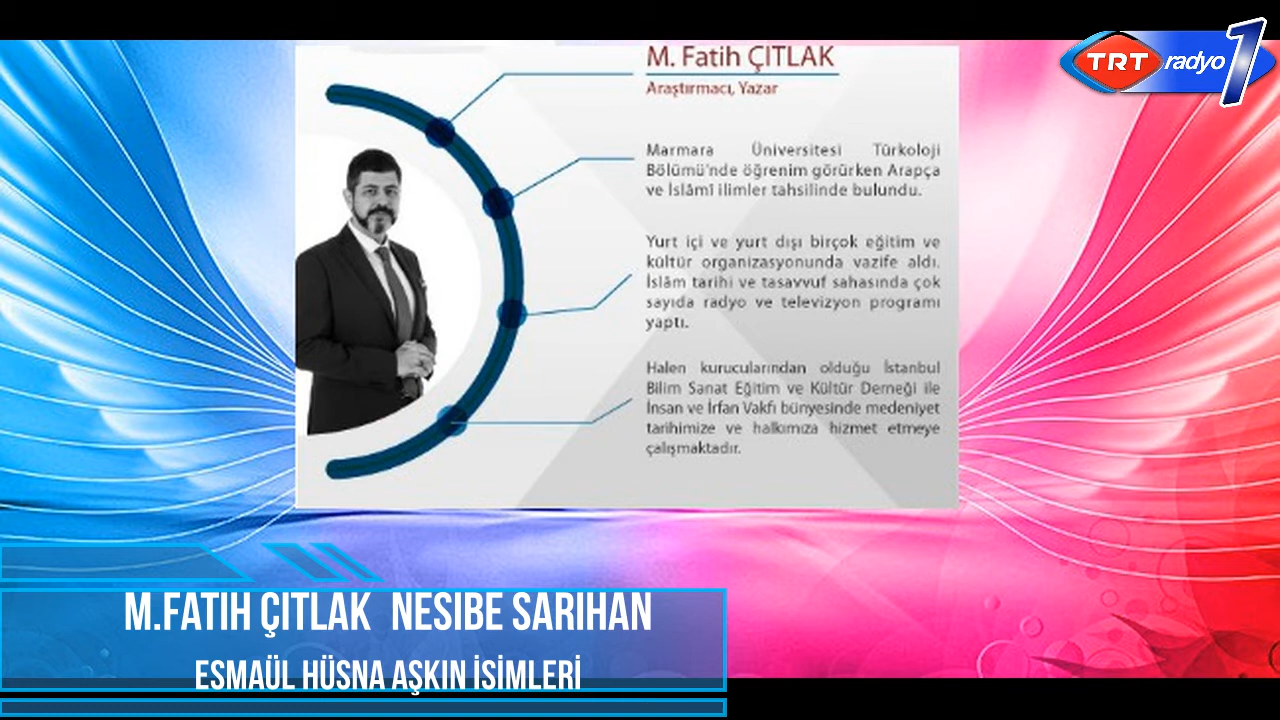 TRT radyo 1
M. Fatih ÇITLAK
Araştırmacı, Yazar
Marmara Üniversitesi Türkoloji
Bölümü'nde öğrenim görürken Arapça
ve İslâmî ilimler tahsilinde bulundu.
Yurt içi ve yurt dışı birçok eğitim ve
kültür organizasyonunda vazife aldı.
İslâm tarihi ve tasavvuf sahasında çok
sayıda radyo ve televizyon programı
yaptı.
Halen kurucularından olduğu İstanbul
Bilim Sanat Eğitim ve Kültür Derneği ile
İnsan ve İrfan Vakfı bünyesinde medeniyet
tarihimize ve halkımıza hizmet etmeye
çalışmaktadır.
M.FATIH ÇITLAK NESIBE SARIHAN
ESMAÜL HÜSNA AŞKIN İSİMLERİ